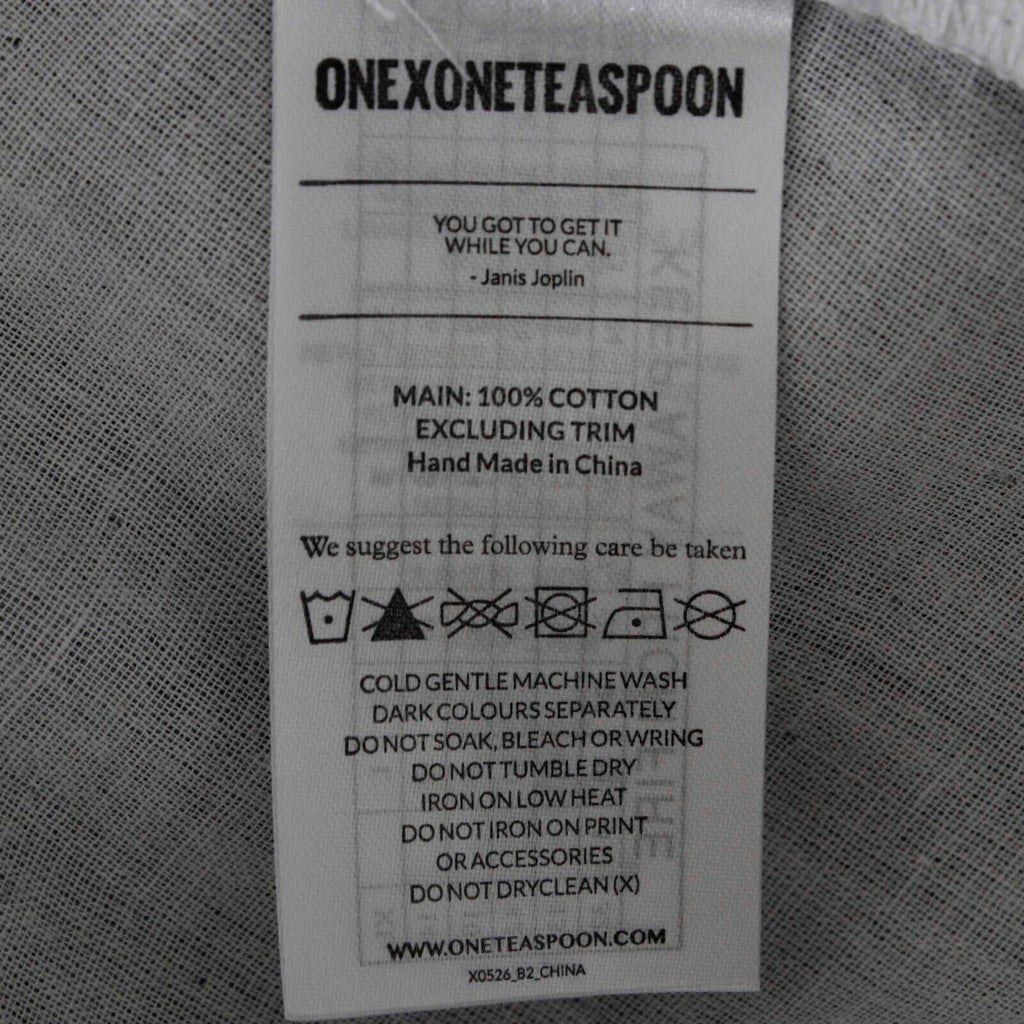 ONEXONETEASPOON
YOU GOT TO GET IT
WHILE YOU CAN.
- Janis Joplin
MAIN: 100% COTTON
EXCLUDING TRIM
Hand Made in China
We suggest the following care be taken
COLD GENTLE MACHINE WASH
DARK COLOURS SEPARATELY
DO NOT SOAK, BLEACH OR WRING
DO NOT TUMBLE DRY
IRON ON LOW HEAT
DO NOT IRON ON PRINT
OR ACCESSORIES
DO NOT DRYCLEAN (X)
WWW.ONETEASPOON.COM
X0526_B2_CHINA